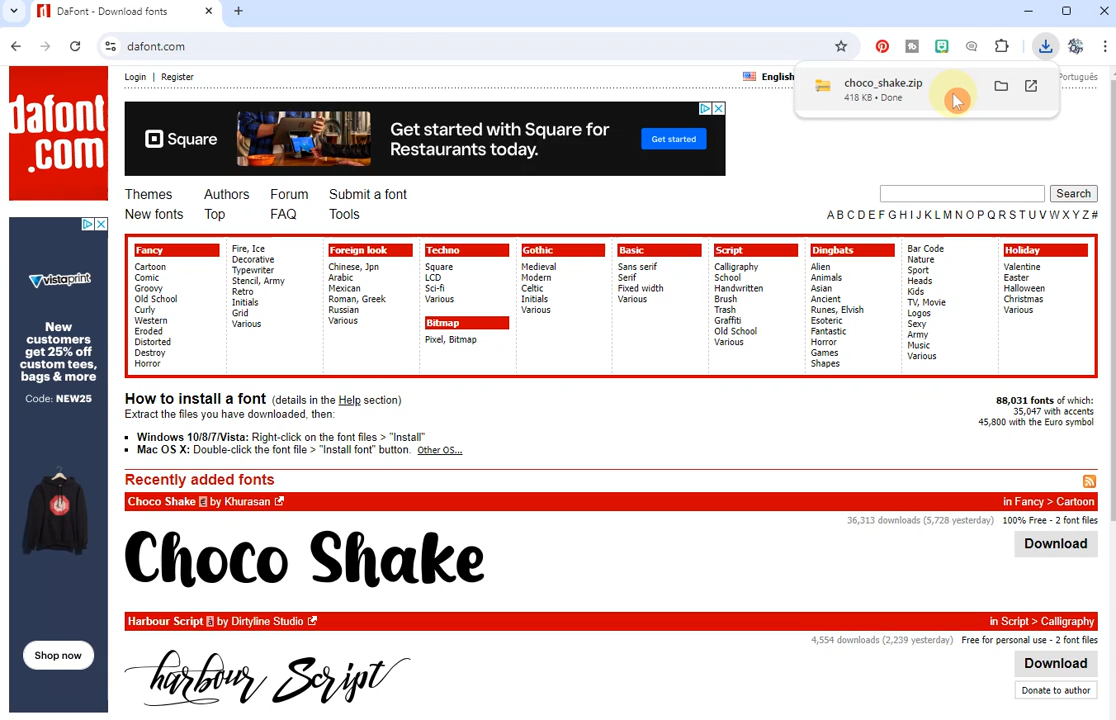 DaFont - Download fonts
dafont.com
Login | Register
English
Português
choco_shake.zip
418 KB • Done
dafont
.com
Square
Get started with Square for
Restaurants today.
Get started
Themes Authors Forum Submit a font
New fonts Top FAQ Tools
Search
A B C D E F G H I J K L M N O P Q R S T U V W X Y Z #
Fancy
Cartoon
Comic
Groovy
Old School
Curly
Western
Eroded
Distorted
Destroy
Horror
Fire, Ice
Decorative
Typewriter
Stencil, Army
Retro
Initials
Grid
Various
Foreign look
Chinese, Jpn
Arabic
Mexican
Roman, Greek
Russian
Various
Techno
Square
LCD
Sci-fi
Various
Bitmap
Pixel, Bitmap
Gothic
Medieval
Modern
Celtic
Initials
Various
Basic
Sans serif
Serif
Fixed width
Various
Script
Calligraphy
School
Handwritten
Brush
Trash
Graffiti
Old School
Various
Dingbats
Alien
Animals
Asian
Ancient
Runes, Elvish
Esoteric
Fantastic
Horror
Games
Shapes
Bar Code
Nature
Sport
Heads
Kids
TV, Movie
Logos
Sexy
Army
Music
Various
Holiday
Valentine
Easter
Halloween
Christmas
Various
vistaprint
New
customers
get 25% off
custom tees,
bags & more
Code: NEW25
Shop now
How to install a font (details in the Help section)
Extract the files you have downloaded, then:
▪ Windows 10/8/7/Vista: Right-click on the font files > "Install"
▪ Mac OS X: Double-click the font file > "Install font" button. Other OS...
88,031 fonts of which:
35,047 with accents
45,800 with the Euro symbol
Recently added fonts
Choco Shake € by Khurasan
in Fancy > Cartoon
36,313 downloads (5,728 yesterday) 100% Free - 2 font files
Choco Shake
Download
Harbour Script à by Dirtyline Studio
in Script > Calligraphy
4,554 downloads (2,239 yesterday) Free for personal use - 2 font files
harbour Script
Download
Donate to author